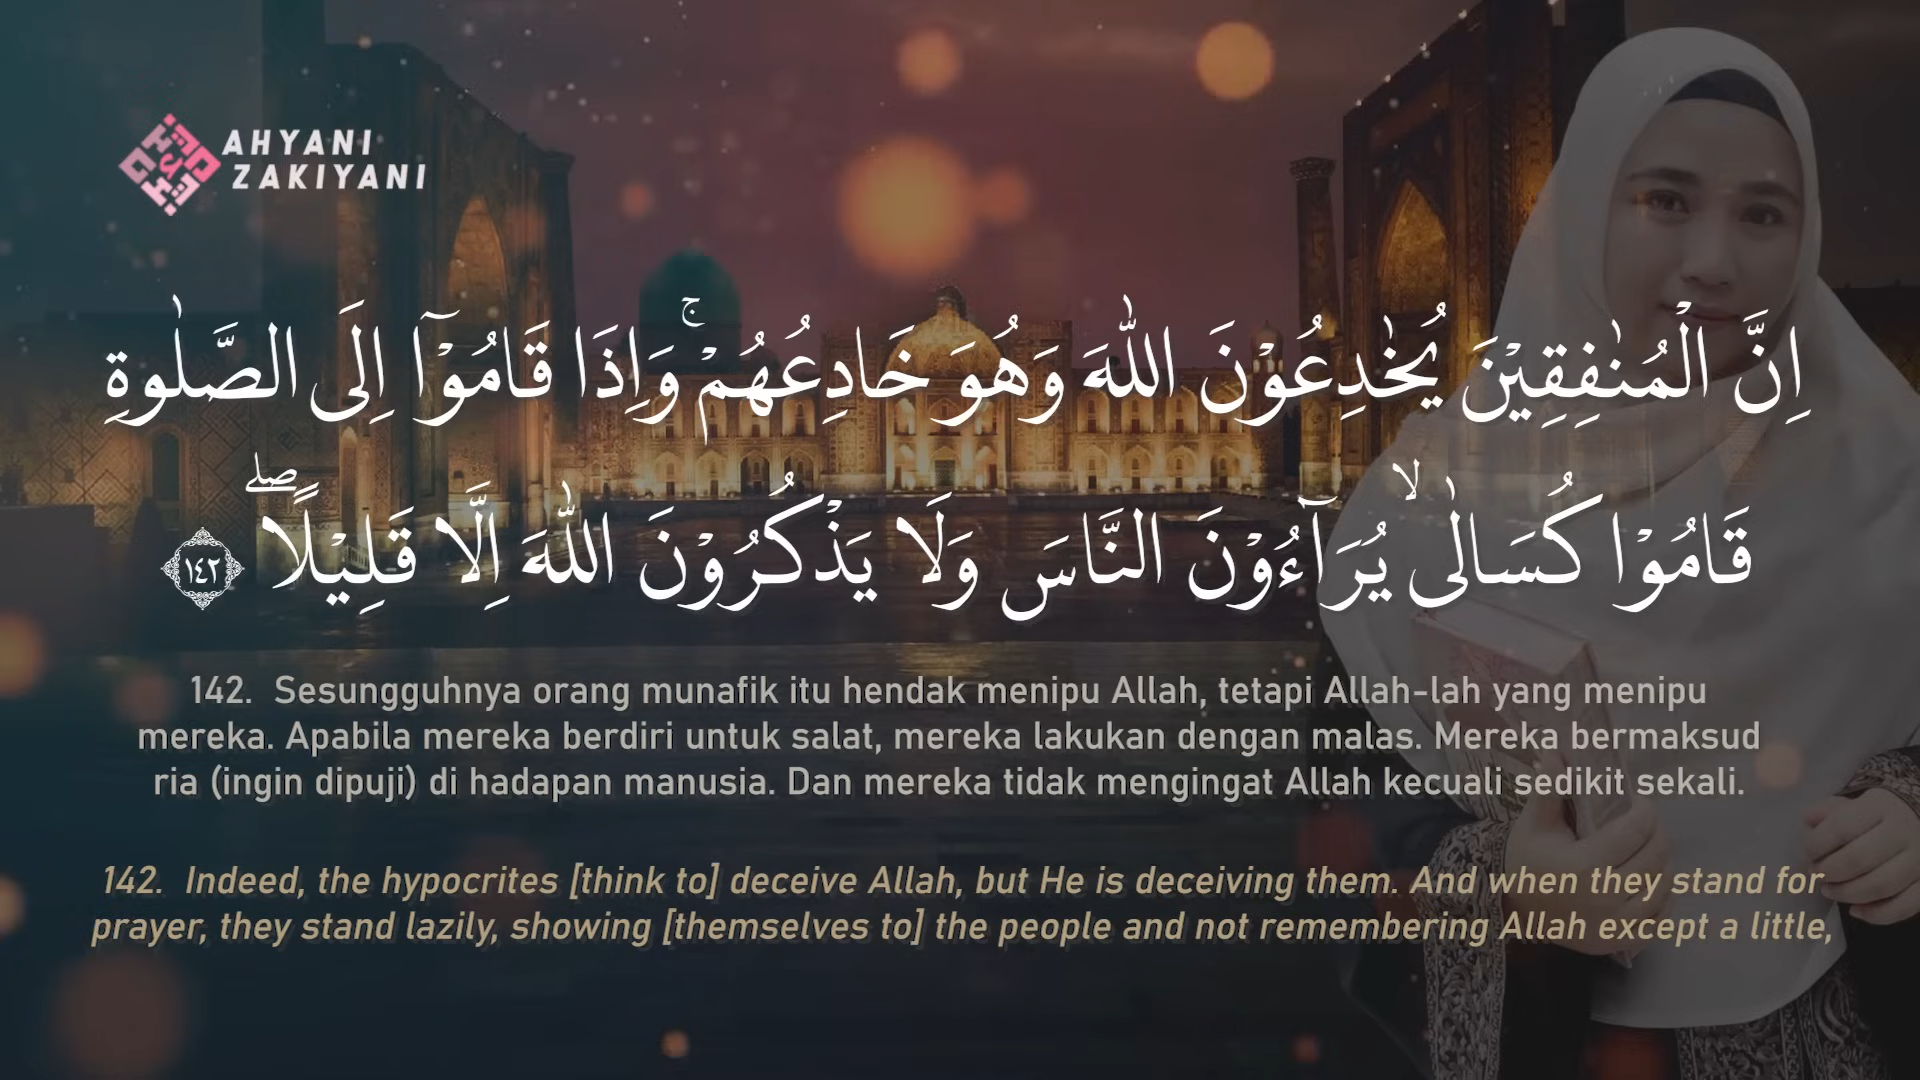 AHYANI
ZAKIYANI
اِنَّ الْمُنٰفِقِيْنَ يُخٰدِعُوْنَ اللّٰهَ وَهُوَ خَادِعُهُمْۚ وَاِذَا قَامُوْٓا اِلَى الصَّلٰوةِ
قَامُوْا كُسَالٰىۙ يُرَاۤءُوْنَ النَّاسَ وَلَا يَذْكُرُوْنَ اللّٰهَ اِلَّا قَلِيْلًاۖ ١٤٢
142. Sesungguhnya orang munafik itu hendak menipu Allah, tetapi Allah-lah yang menipu
mereka. Apabila mereka berdiri untuk salat, mereka lakukan dengan malas. Mereka bermaksud
ria (ingin dipuji) di hadapan manusia. Dan mereka tidak mengingat Allah kecuali sedikit sekali.
142. Indeed, the hypocrites [think to] deceive Allah, but He is deceiving them. And when they stand for
prayer, they stand lazily, showing [themselves to] the people and not remembering Allah except a little,